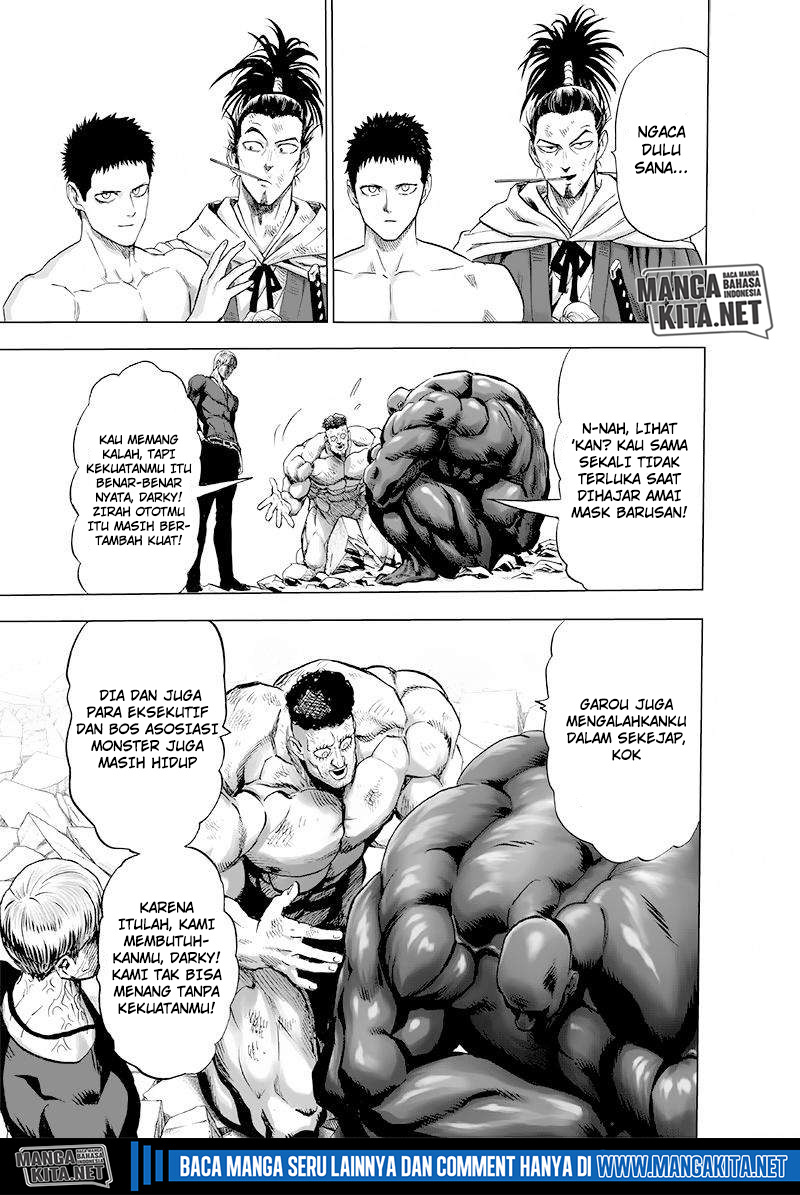 NGACA
DULU
SANA...
MANGA
KITA.NET
BACA MANGA
BAHASA
INDONESIA
N-NAH, LIHAT
'KAN? KAU SAMA
SEKALI TIDAK
TERLUKA SAAT
DIHAJAR AMAI
MASK BARUSAN!
KAU MEMANG
KALAH, TAPI
KEKUATANMU ITU
BENAR-BENAR
NYATA, DARKY!
ZIRAH OTOTMU
ITU MASIH BER-
TAMBAH KUAT!
GAROU JUGA
MENGALAHKANKU
DALAM SEKEJAP,
KOK
DIA DAN JUGA
PARA EKSEKUTIF
DAN BOS ASOSIASI
MONSTER JUGA
MASIH HIDUP
KARENA
ITULAH, KAMI
MEMBUTUH-
KANMU, DARKY!
KAMI TAK BISA
MENANG TANPA
KEKUATANMU!
MANGA
KITA.NET
BACA MANGA
BAHASA
INDONESIA
BACA MANGA SERU LAINNYA DAN COMMENT HANYA DI WWW.MANGAKITA.NET